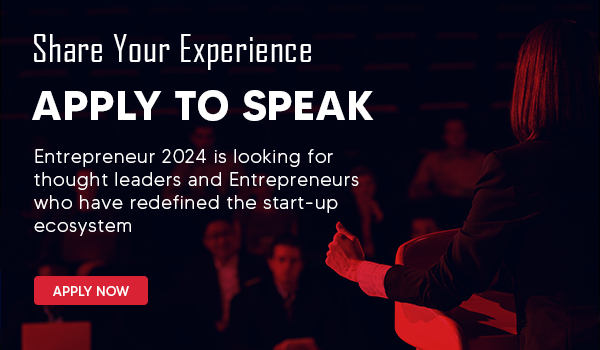 Share Your Experience
APPLY TO SPEAK
Entrepreneur 2024 is looking for
thought leaders and Entrepreneurs
who have redefined the start-up
ecosystem
APPLY NOW